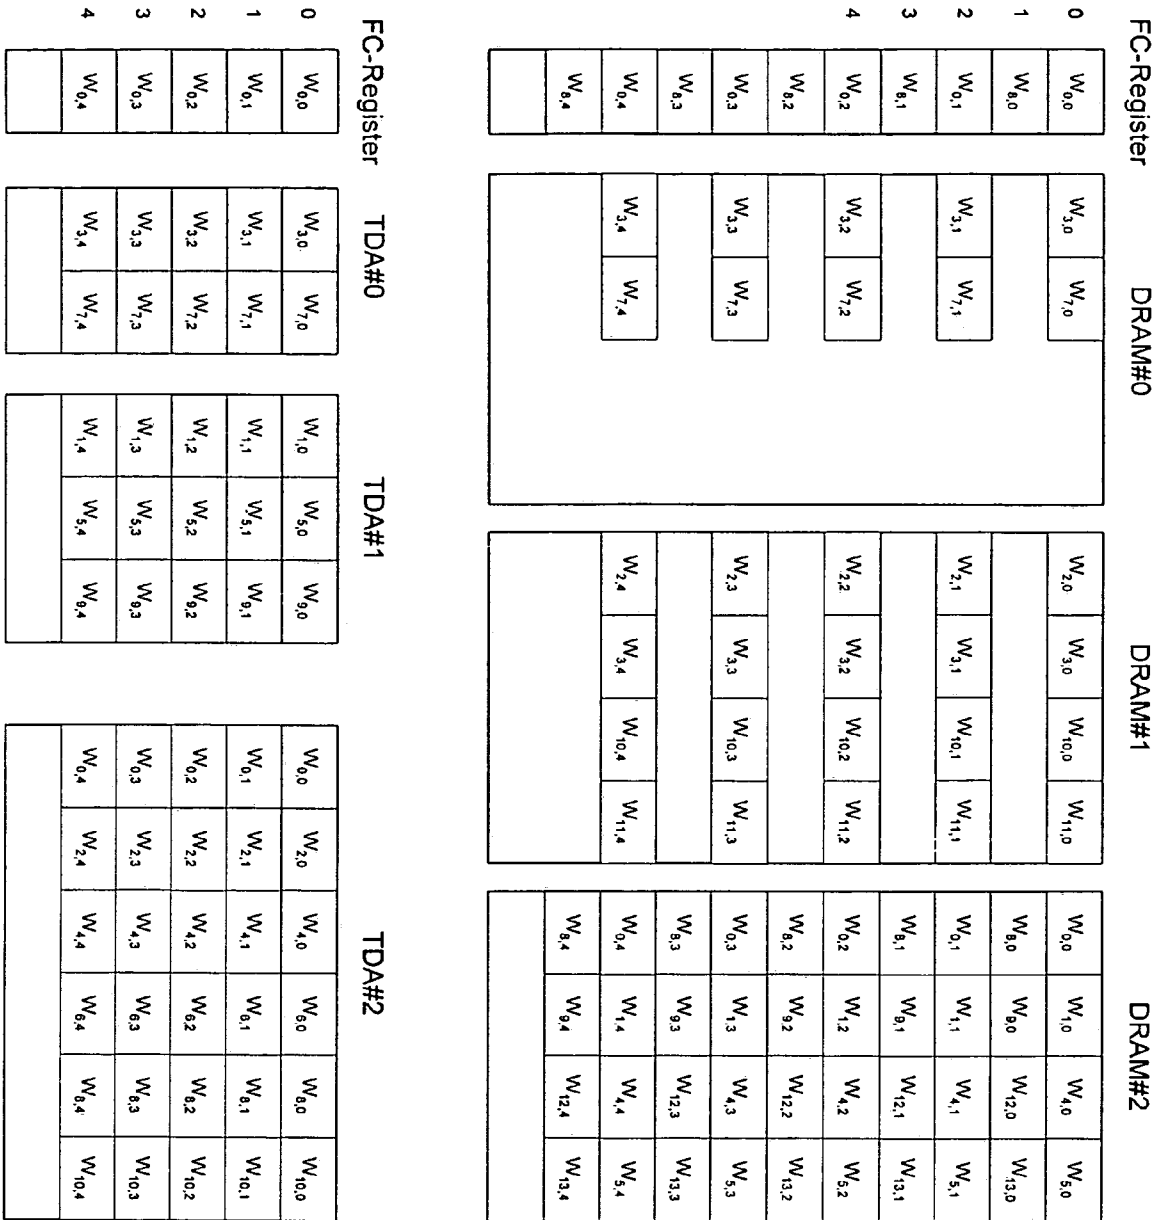 FC-Register DRAM#0 DRAM#1 DRAM#2
0 W0,0 W3,0 W7,0 W2,0 W3,0 W10,0 W11,0 W0,0 W1,0 W4,0 W5,0
1 W8,0 W8,0 W9,0 W12,0 W13,0
2 W0,1 W3,1 W7,1 W2,1 W3,1 W10,1 W11,1 W0,1 W1,1 W4,1 W5,1
3 W8,1 W8,1 W9,1 W12,1 W13,1
4 W0,2 W3,2 W7,2 W2,2 W3,2 W10,2 W11,2 W0,2 W1,2 W4,2 W5,2
W8,2 W8,2 W9,2 W12,2 W13,2
W0,3 W3,3 W7,3 W2,3 W3,3 W10,3 W11,3 W0,3 W1,3 W4,3 W5,3
W8,3 W8,3 W9,3 W12,3 W13,3
W0,4 W3,4 W7,4 W2,4 W3,4 W10,4 W11,4 W0,4 W1,4 W4,4 W5,4
W8,4 W8,4 W9,4 W12,4 W13,4
FC-Register TDA#0 TDA#1 TDA#2
0 W0,0 W3,0 W7,0 W1,0 W5,0 W9,0 W0,0 W2,0 W4,0 W6,0 W8,0 W10,0
1 W0,1 W3,1 W7,1 W1,1 W5,1 W9,1 W0,1 W2,1 W4,1 W6,1 W8,1 W10,1
2 W0,2 W3,2 W7,2 W1,2 W5,2 W9,2 W0,2 W2,2 W4,2 W6,2 W8,2 W10,2
3 W0,3 W3,3 W7,3 W1,3 W5,3 W9,3 W0,3 W2,3 W4,3 W6,3 W8,3 W10,3
4 W0,4 W3,4 W7,4 W1,4 W5,4 W9,4 W0,4 W2,4 W4,4 W6,4 W8,4 W10,4